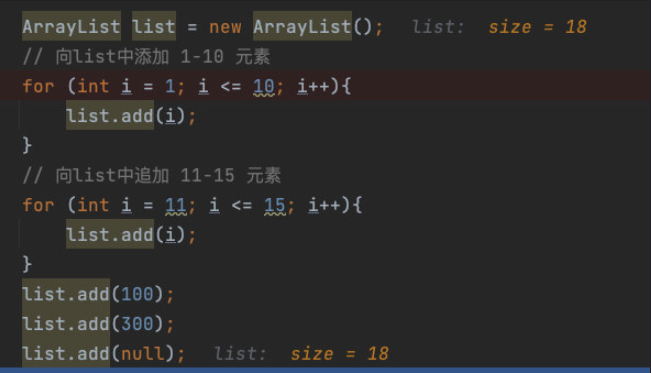 ArrayList list = new ArrayList();  list:  size = 18
// 向list中添加 1-10 元素
for (int i = 1; i <= 10; i++){
    list.add(i);
}
// 向list中追加 11-15 元素
for (int i = 11; i <= 15; i++){
    list.add(i);
}
list.add(100);
list.add(300);
list.add(null);  list:  size = 18